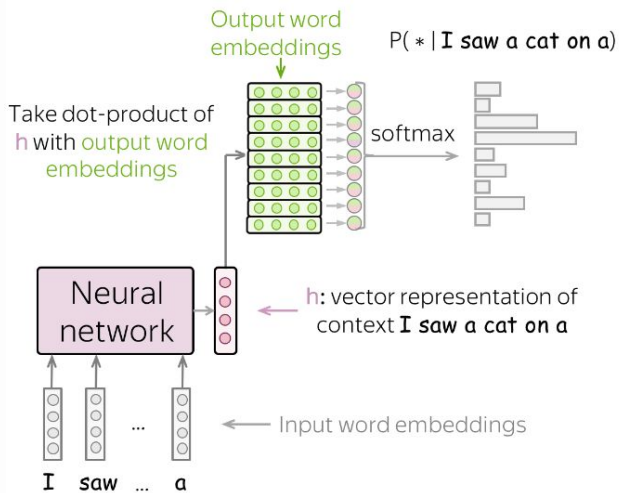 Output word
embeddings
P( * | I saw a cat on a)
Take dot-product of
h with output word
embeddings
softmax
Neural
network
h: vector representation of
context I saw a cat on a
...
Input word embeddings
I saw ... a